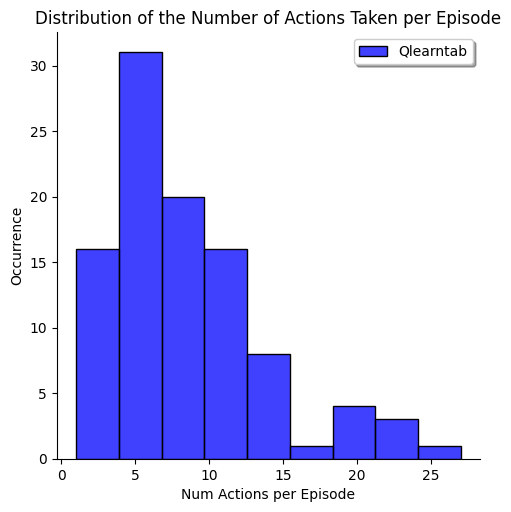 Distribution of the Number of Actions Taken per Episode
Qlearntab
30
25
20
15
10
5
0
Occurrence
0 5 10 15 20 25
Num Actions per Episode